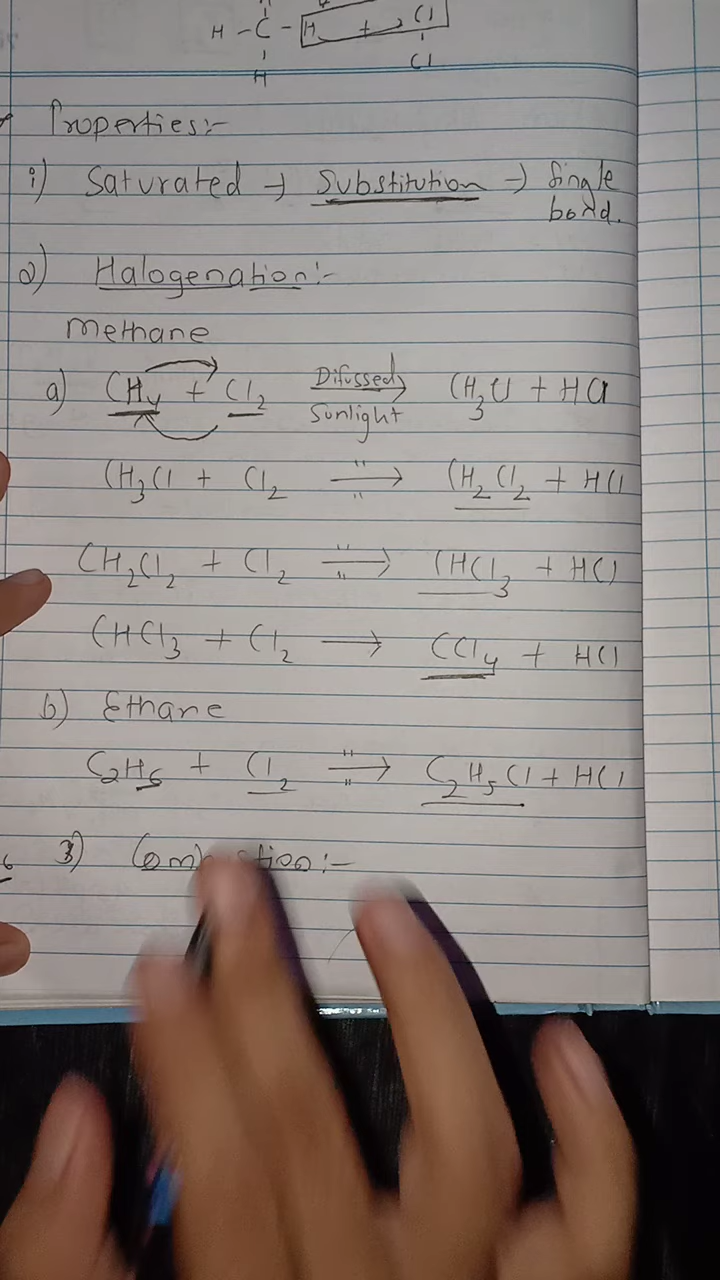 H - C - H + Cl
H Cl
Properties:-
i) Saturated → Substitution → Single
bond.
2) Halogenation:-
Methane
a) CH4 + Cl2 Difussed Sunlight → CH3Cl + HCl
CH3Cl + Cl2 " " → CH2Cl2 + HCl
CH2Cl2 + Cl2 " " → CHCl3 + HCl
CHCl3 + Cl2 → CCl4 + HCl
b) Ethane
C2H6 + Cl2 " " → C2H5Cl + HCl
3)